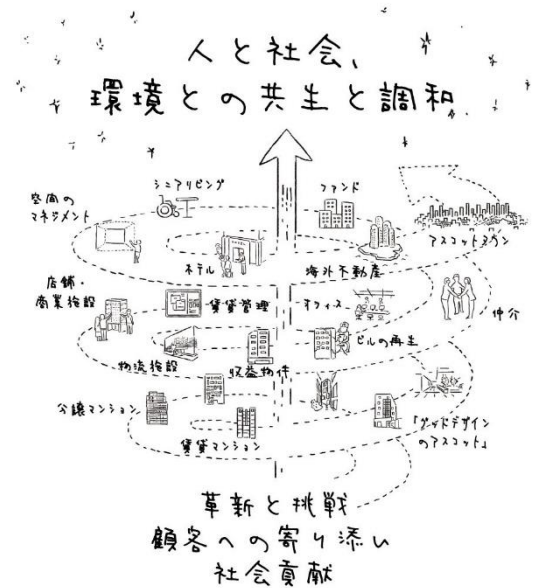 人と社会、
環境との共生と調和
シニアリビング
ファンド
空間の
マネジメント
アスコットタウン
ホテル
海外不動産
店舗・
商業施設
賃貸管理
オフィス
仲介
物流施設
収益物件
ビルの再生
分譲マンション
賃貸マンション
「グッドデザイン
のアスコット」
革新と挑戦
顧客への寄り添い
社会貢献